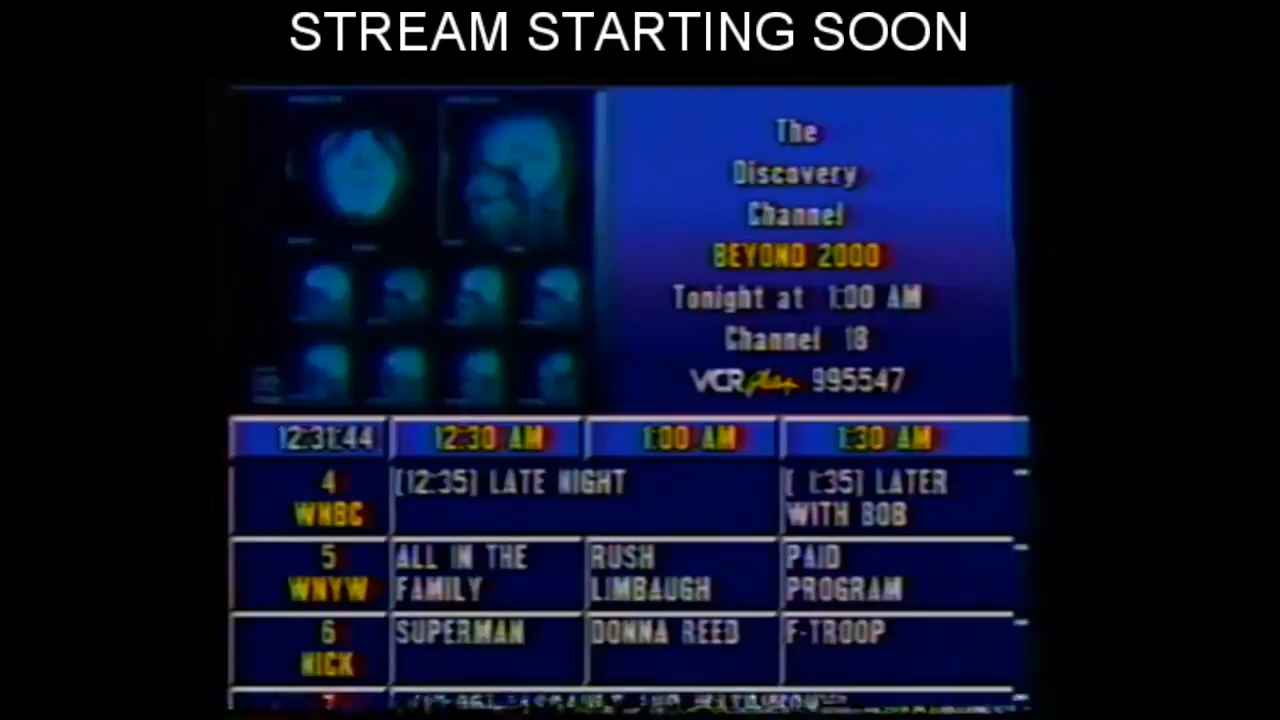 STREAM STARTING SOON
The
Discovery
Channel
BEYOND 2000
Tonight at 1:00 AM
Channel 18
VCR Plus+ 995547
12:31:44 12:30 AM 1:00 AM 1:30 AM
4 [12:35] LATE NIGHT [ 1:35] LATER
WNBC WITH BOB
5 ALL IN THE RUSH PAID
WNYW FAMILY LIMBAUGH PROGRAM
6 SUPERMAN DONNA REED F-TROOP
NICK
7